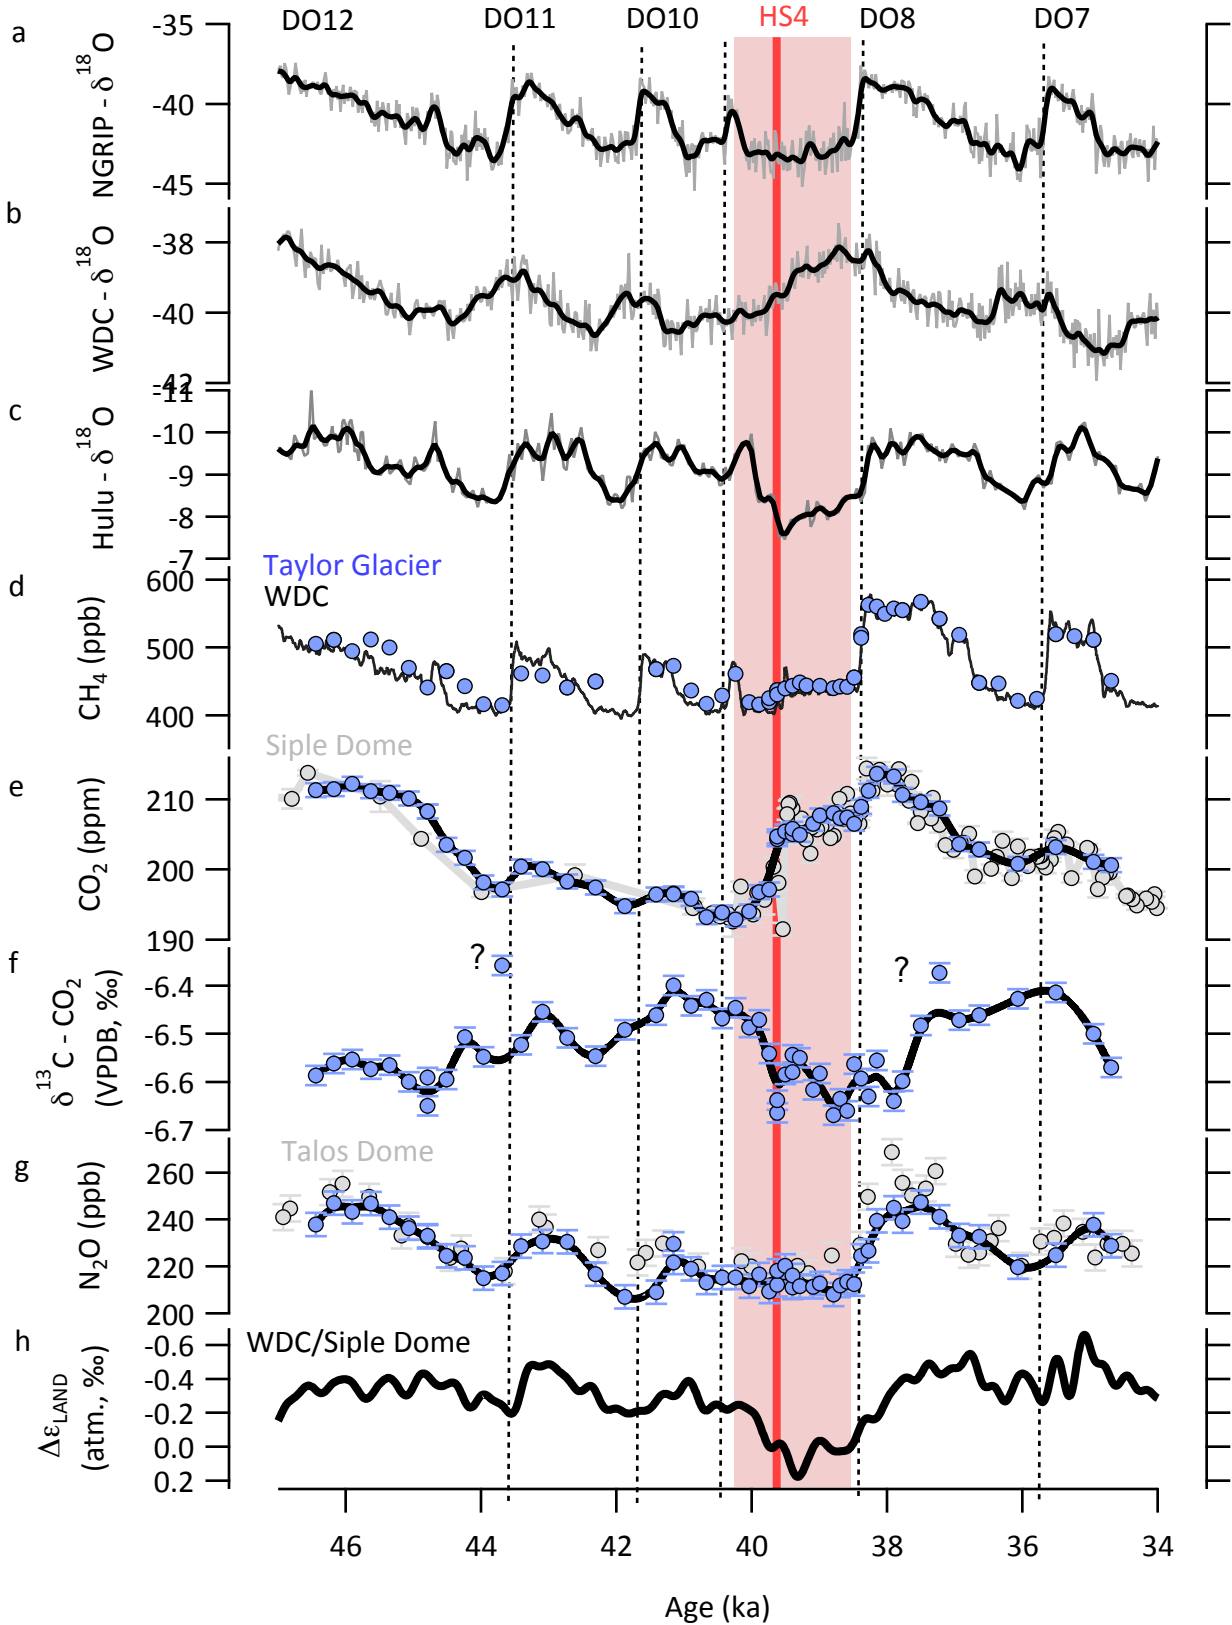 DO12 DO11 DO10 HS4 DO8 DO7
a
NGRIP - δ18O
-35
-40
-45
b
WDC - δ18O
-38
-40
-42
c
Hulu - δ18O
-11
-10
-9
-8
-7
Taylor Glacier
WDC
d
CH4 (ppb)
600
500
400
Siple Dome
e
CO2 (ppm)
210
200
190
f
δ13C - CO2
(VPDB, ‰)
-6.4
-6.5
-6.6
-6.7
? ?
Talos Dome
g
N2O (ppb)
260
240
220
200
h
WDC/Siple Dome
ΔεLAND
(atm., ‰)
-0.6
-0.4
-0.2
0.0
0.2
46 44 42 40 38 36 34
Age (ka)